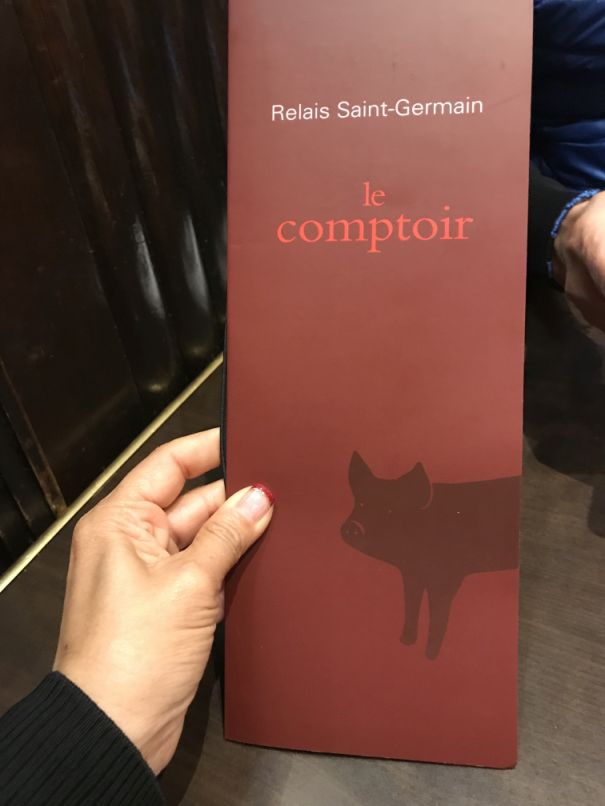 Relais Saint-Germain
le
comptoir